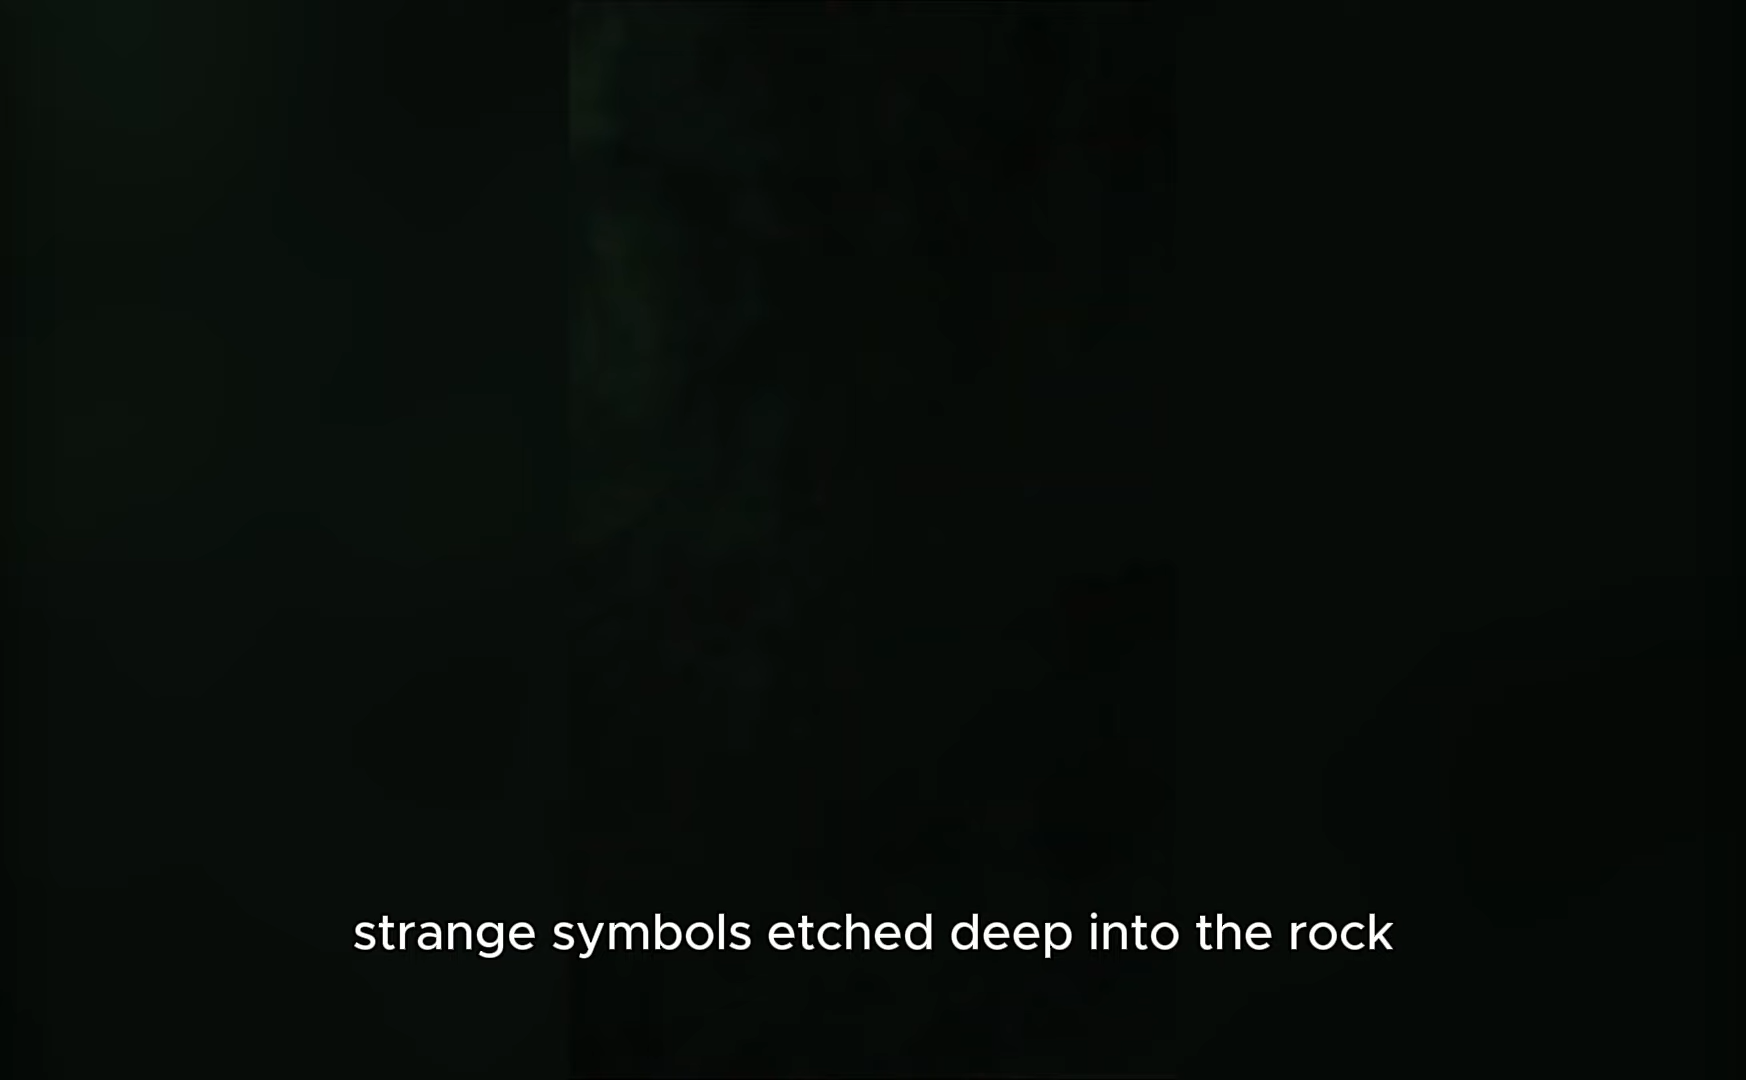 strange symbols etched deep into the rock